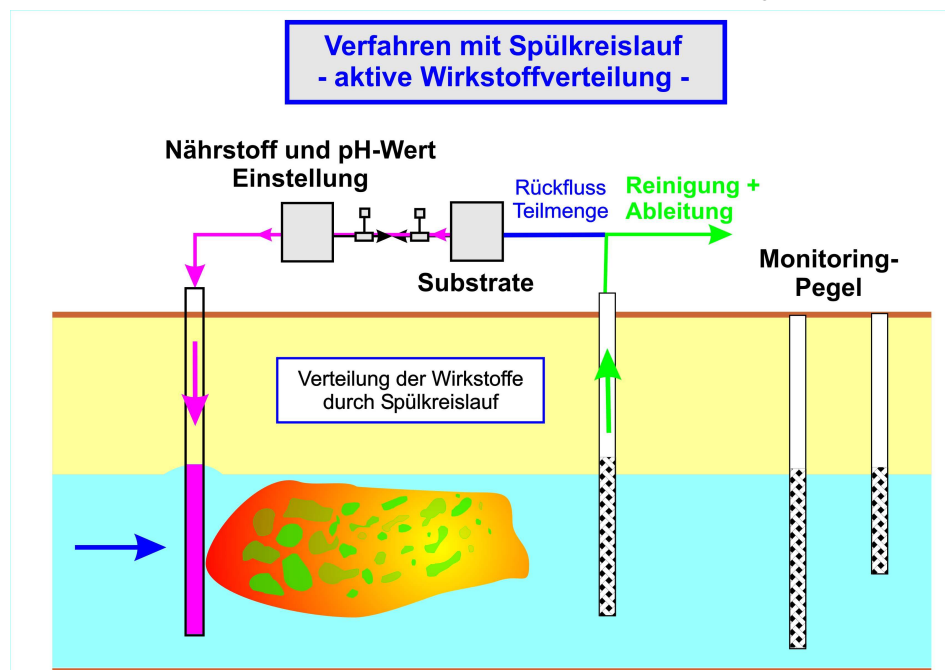 Verfahren mit Spülkreislauf
- aktive Wirkstoffverteilung -
Nährstoff und pH-Wert
Einstellung
Rückfluss
Teilmenge
Reinigung +
Ableitung
Substrate
Monitoring-
Pegel
Verteilung der Wirkstoffe
durch Spülkreislauf